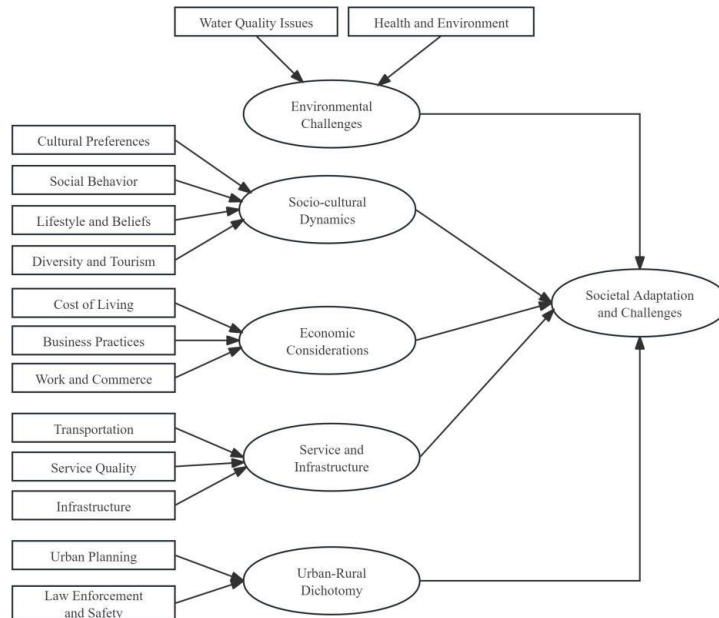 Water Quality Issues
Health and Environment
Environmental
Challenges
Cultural Preferences
Social Behavior
Lifestyle and Beliefs
Diversity and Tourism
Socio-cultural
Dynamics
Cost of Living
Business Practices
Work and Commerce
Economic
Considerations
Societal Adaptation
and Challenges
Transportation
Service Quality
Infrastructure
Service and
Infrastructure
Urban Planning
Law Enforcement
and Safety
Urban-Rural
Dichotomy